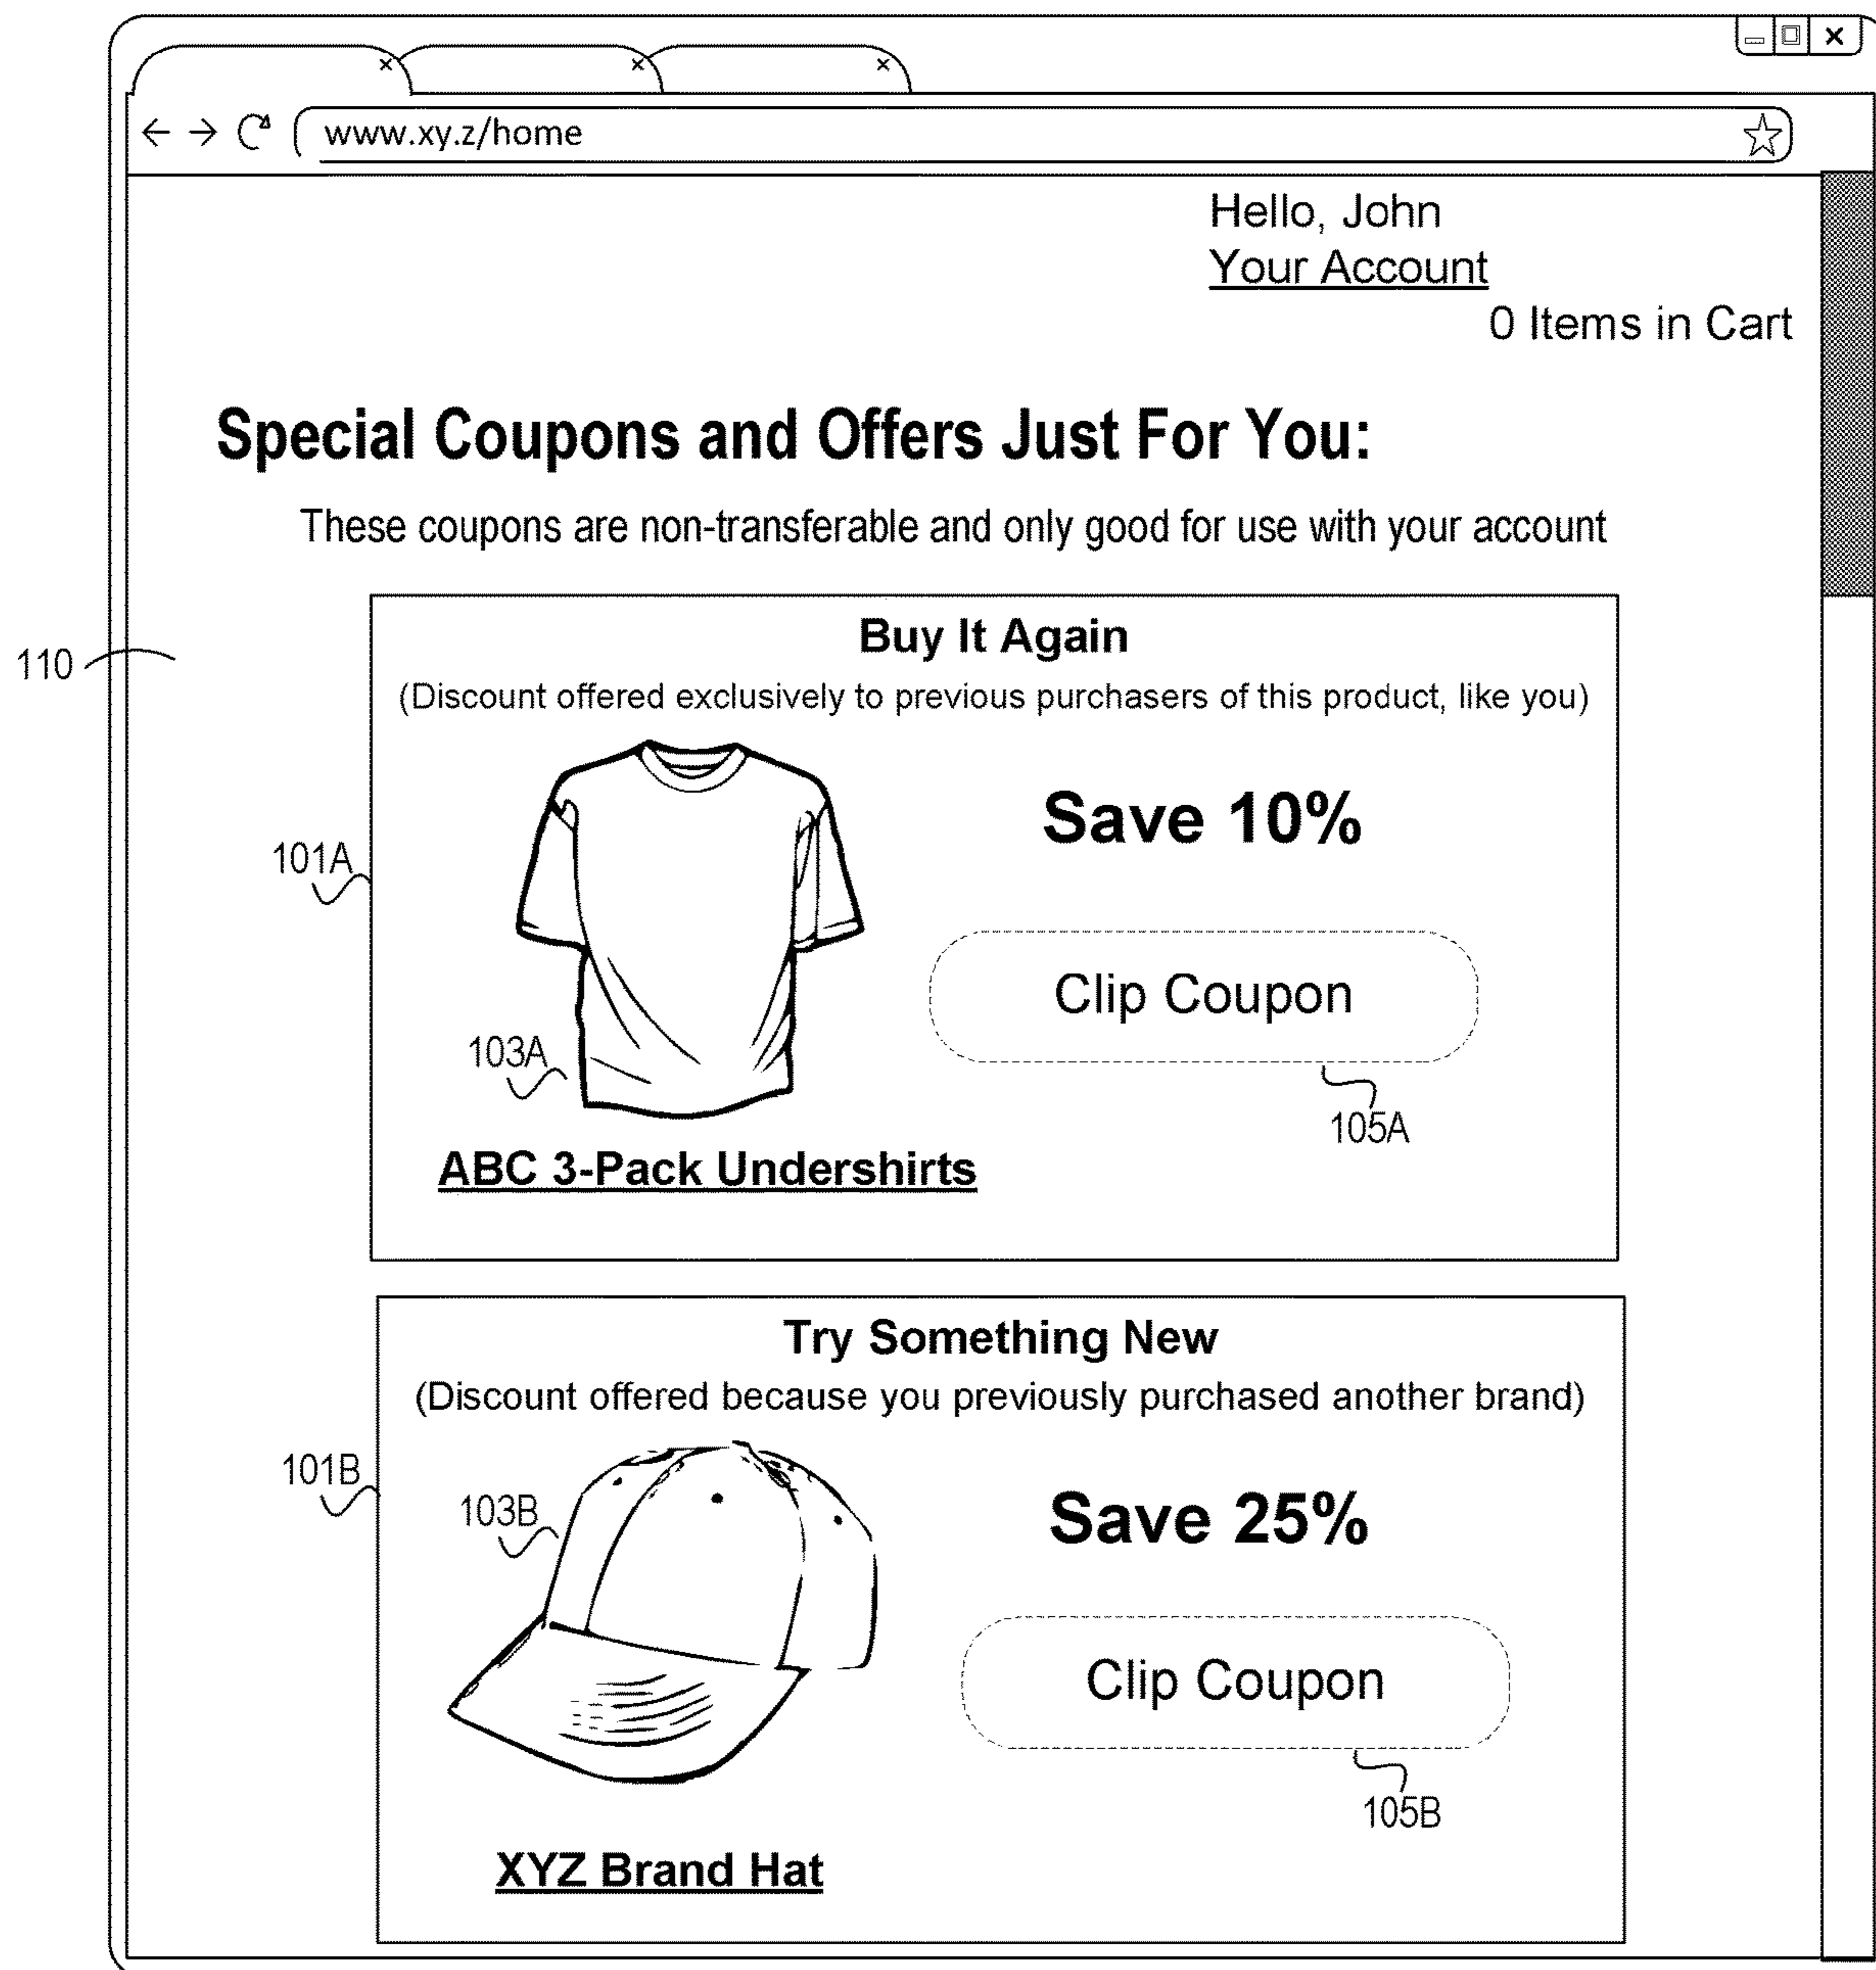 www.xy.z/home
Hello, John
Your Account
0 Items in Cart
Special Coupons and Offers Just For You:
These coupons are non-transferable and only good for use with your account
110
Buy It Again
(Discount offered exclusively to previous purchasers of this product, like you)
Save 10%
101A
Clip Coupon
103A
105A
ABC 3-Pack Undershirts
Try Something New
(Discount offered because you previously purchased another brand)
101B
103B
Save 25%
Clip Coupon
105B
XYZ Brand Hat